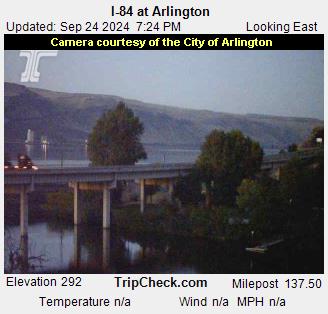 I-84 at Arlington
Updated: Sep 24 2024 7:24 PM Looking East
Camera courtesy of the City of Arlington
Elevation 292 TripCheck.com Milepost 137.50
Temperature n/a Wind n/a MPH n/a